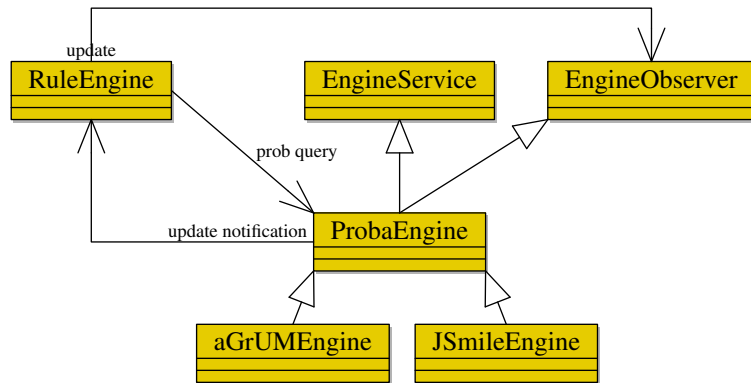 update
RuleEngine
EngineService
EngineObserver
prob query
update notification
ProbaEngine
aGrUMEngine
JSmileEngine